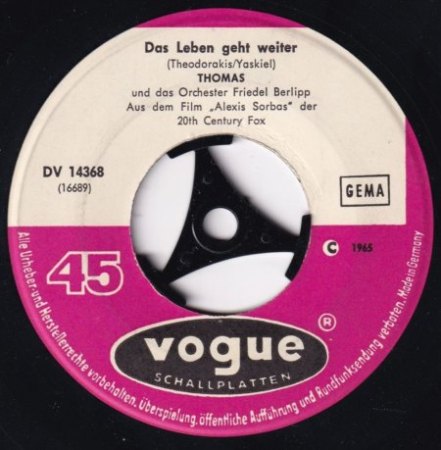 Das Leben geht weiter
(Theodorakis/Yaskiel)
THOMAS
und das Orchester Friedel Berlipp
Aus dem Film „Alexis Sorbas" der
20th Century Fox
DV 14368
(16689)
GEMA
C 1965
45
®
vogue
SCHALLPLATTEN
Alle Urheber- und Herstellerrechte vorbehalten. Überspielung, öffentliche Aufführung und Rundfunksendung verboten. Made in Germany